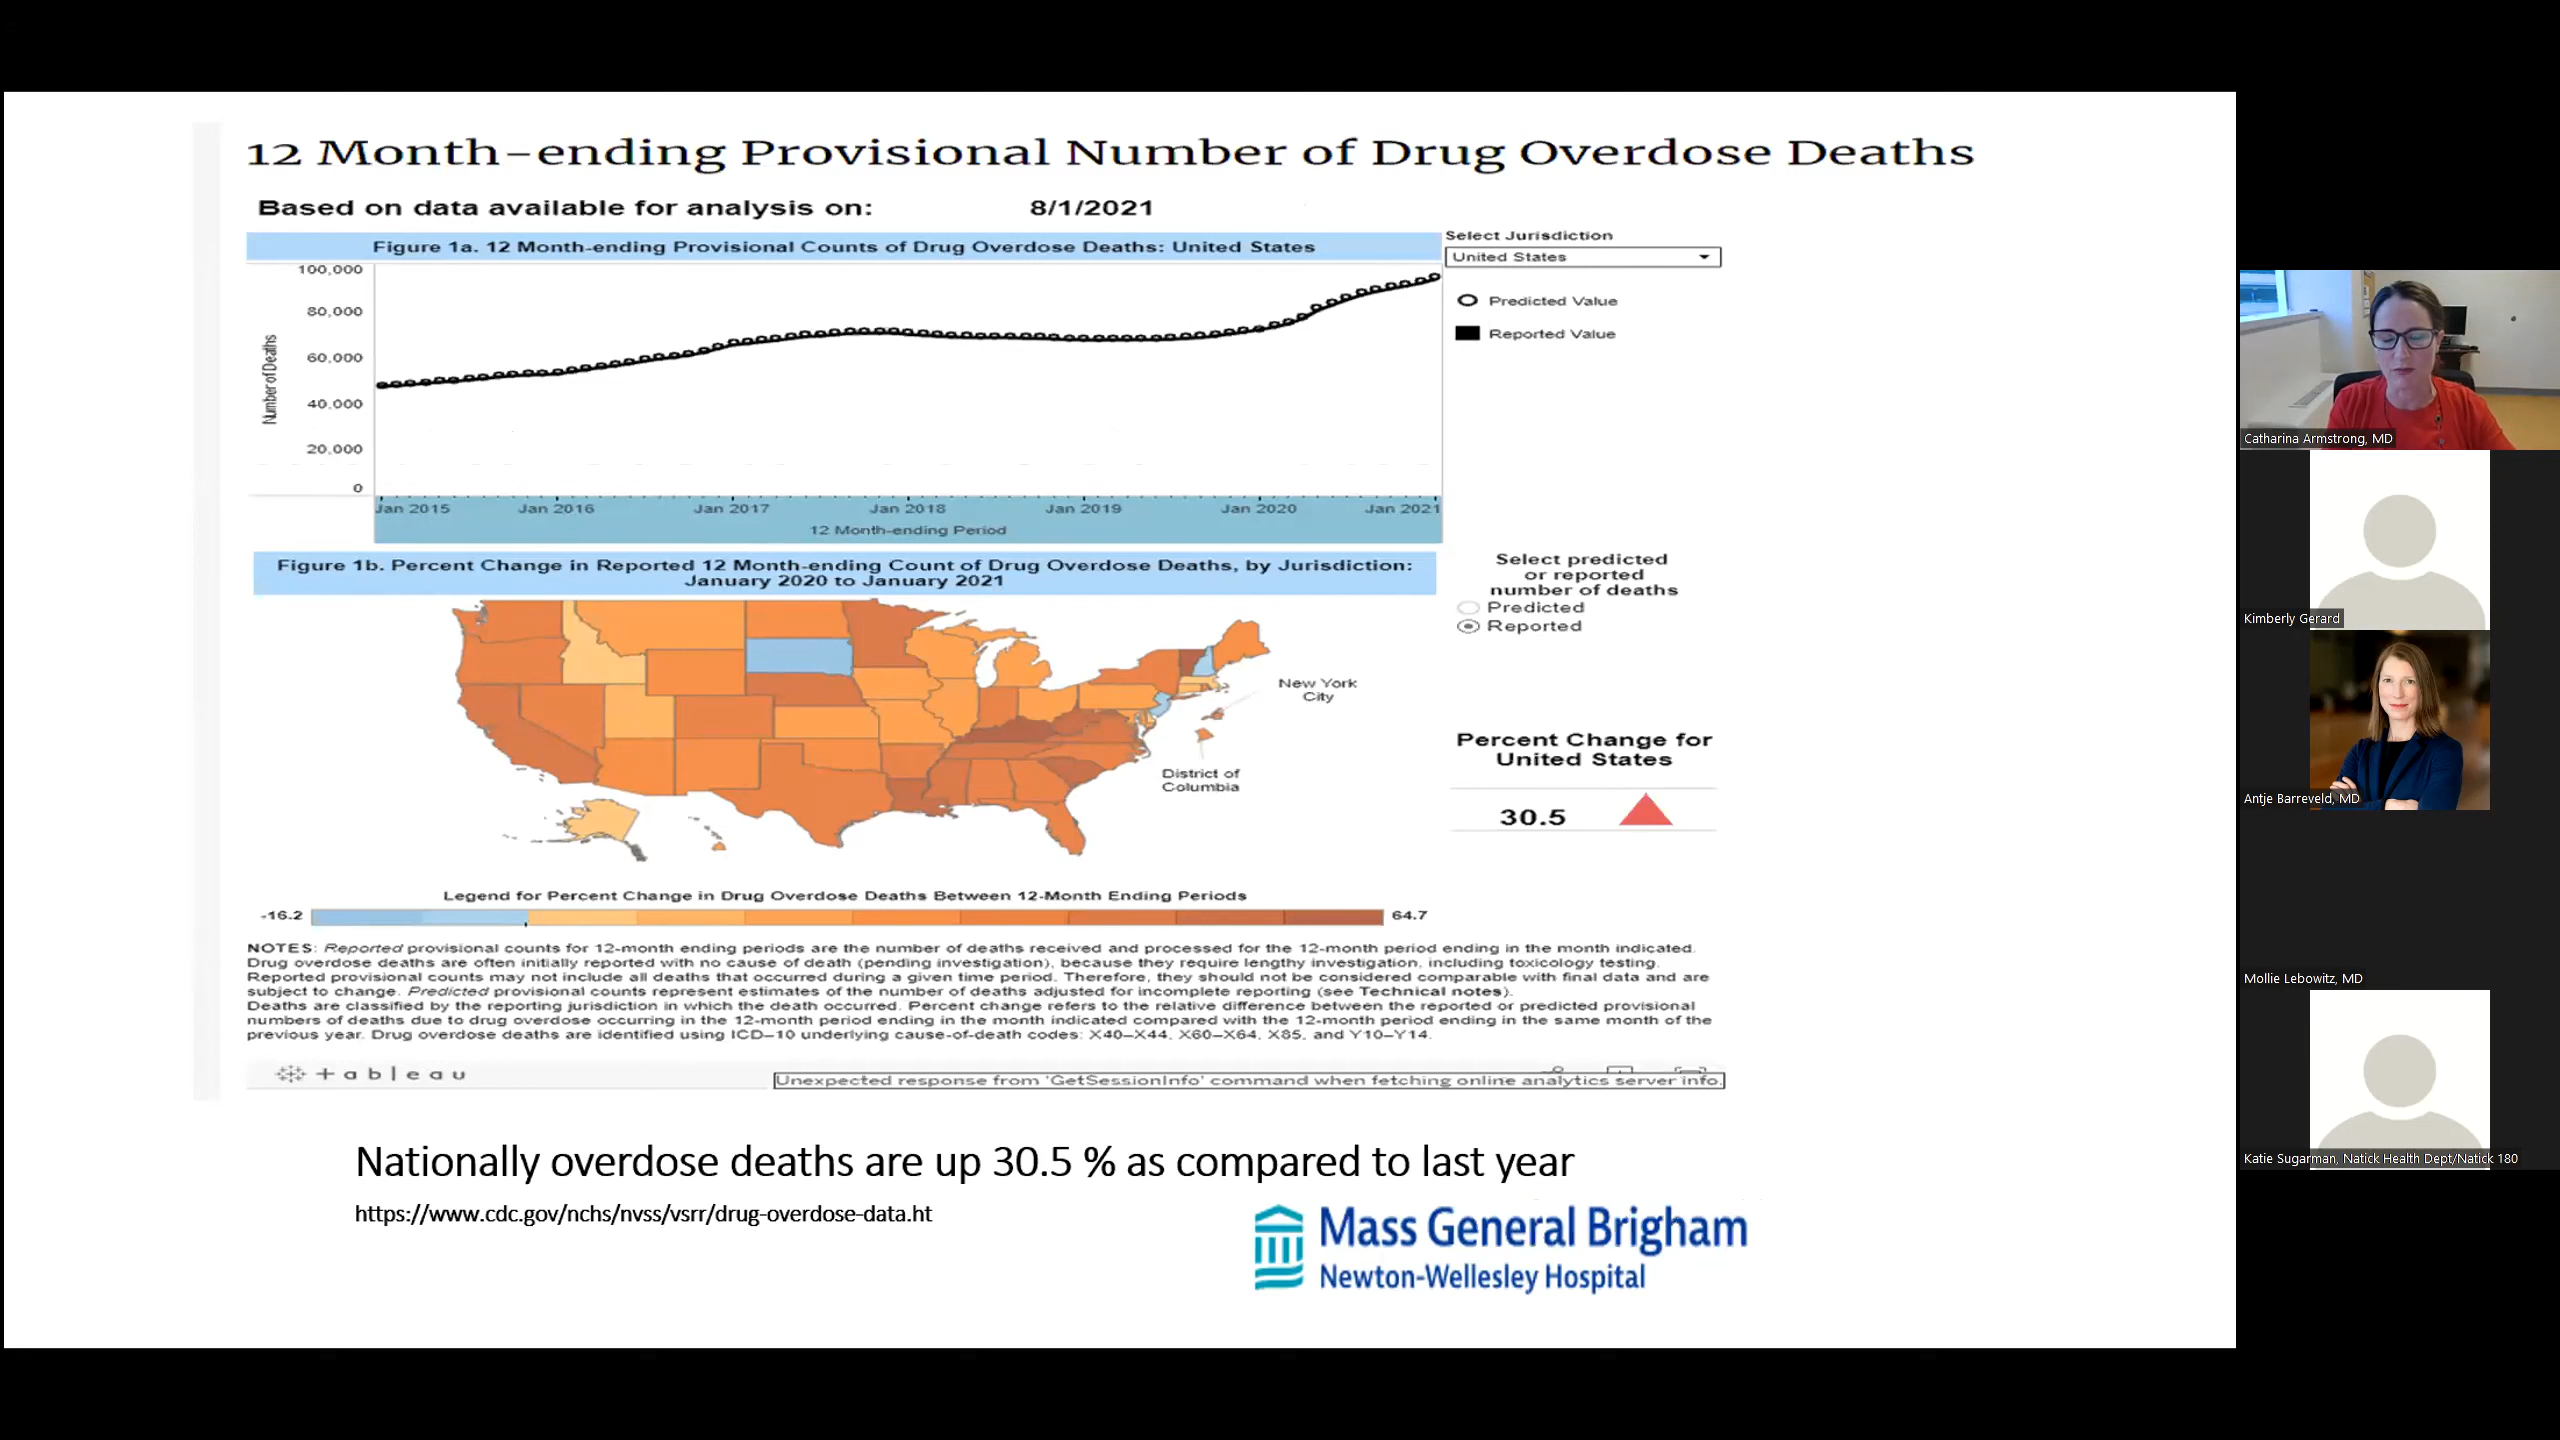 12 Month-ending Provisional Number of Drug Overdose Deaths
Based on data available for analysis on: 8/1/2021
Figure 1a. 12 Month-ending Provisional Counts of Drug Overdose Deaths: United States
Select Jurisdiction
United States
Predicted Value
Reported Value
Number of Deaths
100,000
80,000
60,000
40,000
20,000
0
Jan 2015 Jan 2016 Jan 2017 Jan 2018 Jan 2019 Jan 2020 Jan 2021
12 Month-ending Period
Figure 1b. Percent Change in Reported 12 Month-ending Count of Drug Overdose Deaths, by Jurisdiction:
January 2020 to January 2021
Select predicted
or reported
number of deaths
Predicted
Reported
New York
City
District of
Columbia
Percent Change for
United States
30.5
Legend for Percent Change in Drug Overdose Deaths Between 12-Month Ending Periods
-16.2 64.7
NOTES: Reported provisional counts for 12-month ending periods are the number of deaths received and processed for the 12-month period ending in the month indicated.
Drug overdose deaths are often initially reported with no cause of death (pending investigation), because they require lengthy investigation, including toxicology testing.
Reported provisional counts may not include all deaths that occurred during a given time period. Therefore, they should not be considered comparable with final data and are
subject to change. Predicted provisional counts represent estimates of the number of deaths adjusted for incomplete reporting (see Technical notes).
Deaths are classified by the reporting jurisdiction in which the death occurred. Percent change refers to the relative difference between the reported or predicted provisional
numbers of deaths due to drug overdose occurring in the 12-month period ending in the month indicated compared with the 12-month period ending in the same month of the
previous year. Drug overdose deaths are identified using ICD–10 underlying cause-of-death codes: X40–X44, X60–X64, X85, and Y10–Y14.
+ a b l e a u
Unexpected response from 'GetSessionInfo' command when fetching online analytics server info.
Nationally overdose deaths are up 30.5 % as compared to last year
https://www.cdc.gov/nchs/nvss/vsrr/drug-overdose-data.ht
Mass General Brigham
Newton-Wellesley Hospital
Catharina Armstrong, MD
Kimberly Gerard
Antje Barreveld, MD
Mollie Lebowitz, MD
Katie Sugarman, Natick Health Dept/Natick 180